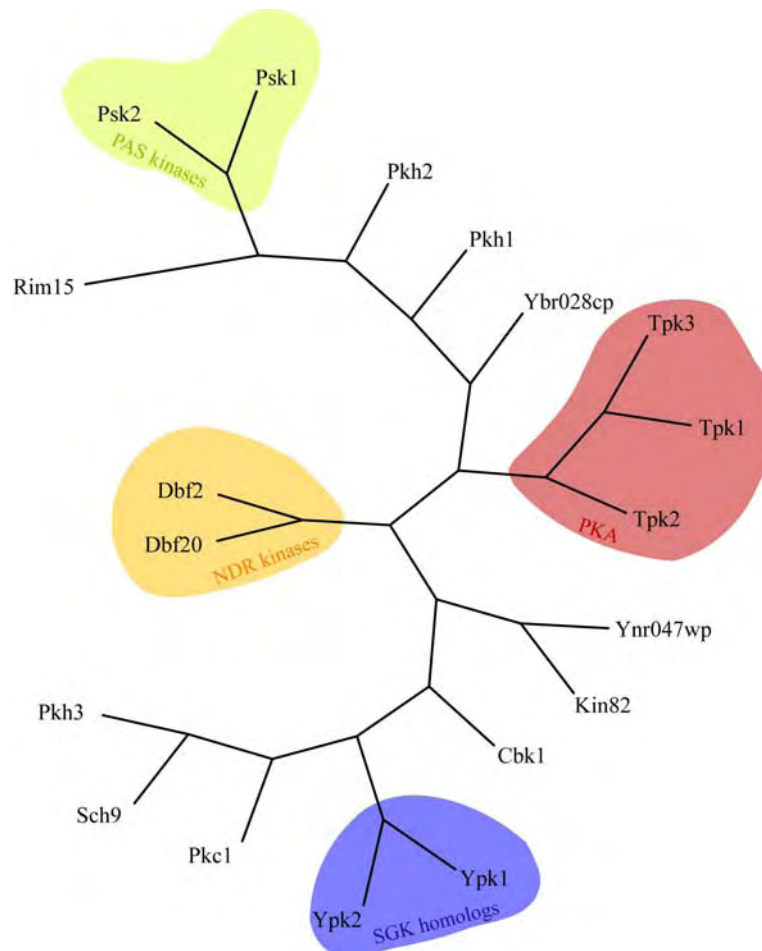 Psk1
Psk2
PAS kinases
Pkh2
Pkh1
Rim15
Ybr028cp
Tpk3
Tpk1
Dbf2
Tpk2
Dbf20
PKA
NDR kinases
Ynr047wp
Kin82
Pkh3
Cbk1
Sch9
Pkc1
Ypk1
Ypk2
SGK homologs